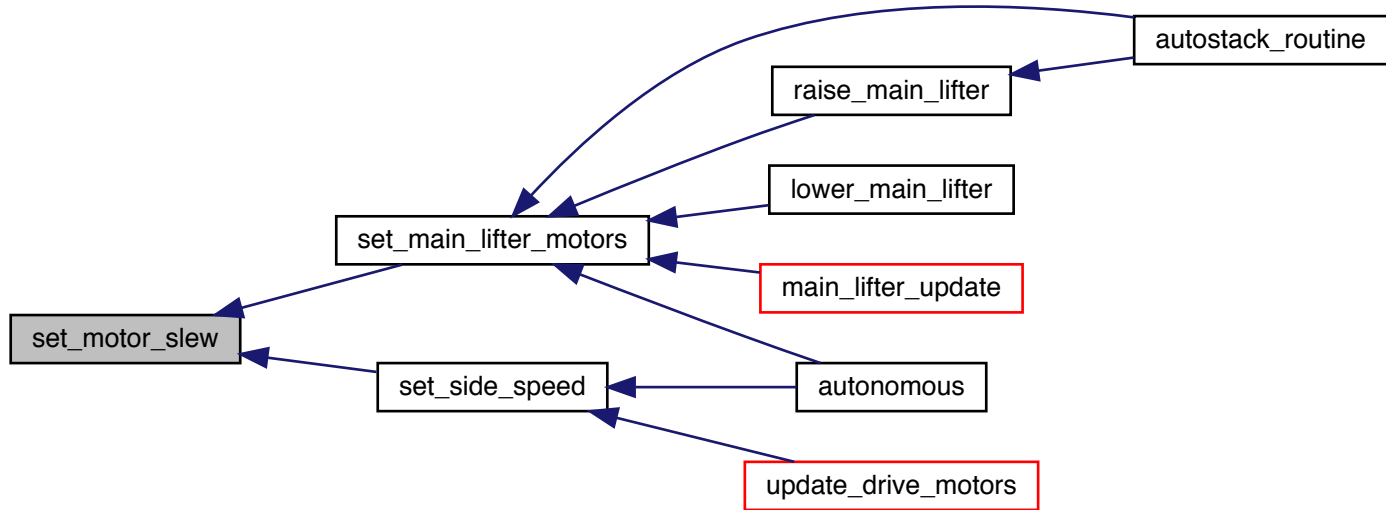 autostack_routine
raise_main_lifter
lower_main_lifter
set_main_lifter_motors
main_lifter_update
set_motor_slew
set_side_speed
autonomous
update_drive_motors